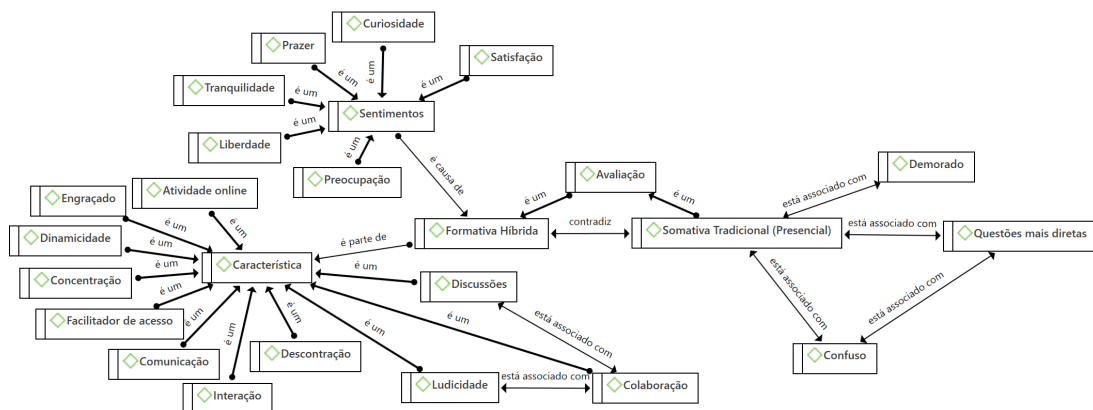 Curiosidade
Prazer
Satisfação
é um
é um
é um
Tranquilidade
é um
Sentimentos
é um
Liberdade
é um
Preocupação
é causa de
Avaliação
Demorado
é um
é um
está associado com
Engraçado
Atividade online
é um
é um
Formativa Híbrida
contradiz
Somativa Tradicional (Presencial)
está associado com
Questões mais diretas
Dinamicidade
é um
é parte de
Característica
é um
Concentração
é um
Discussões
está associado com
está associado com
Facilitador de acesso
é um
é um
é um
é um
é um
é um
está associado com
Comunicação
Descontração
Confuso
Interação
Ludicidade
está associado com
Colaboração